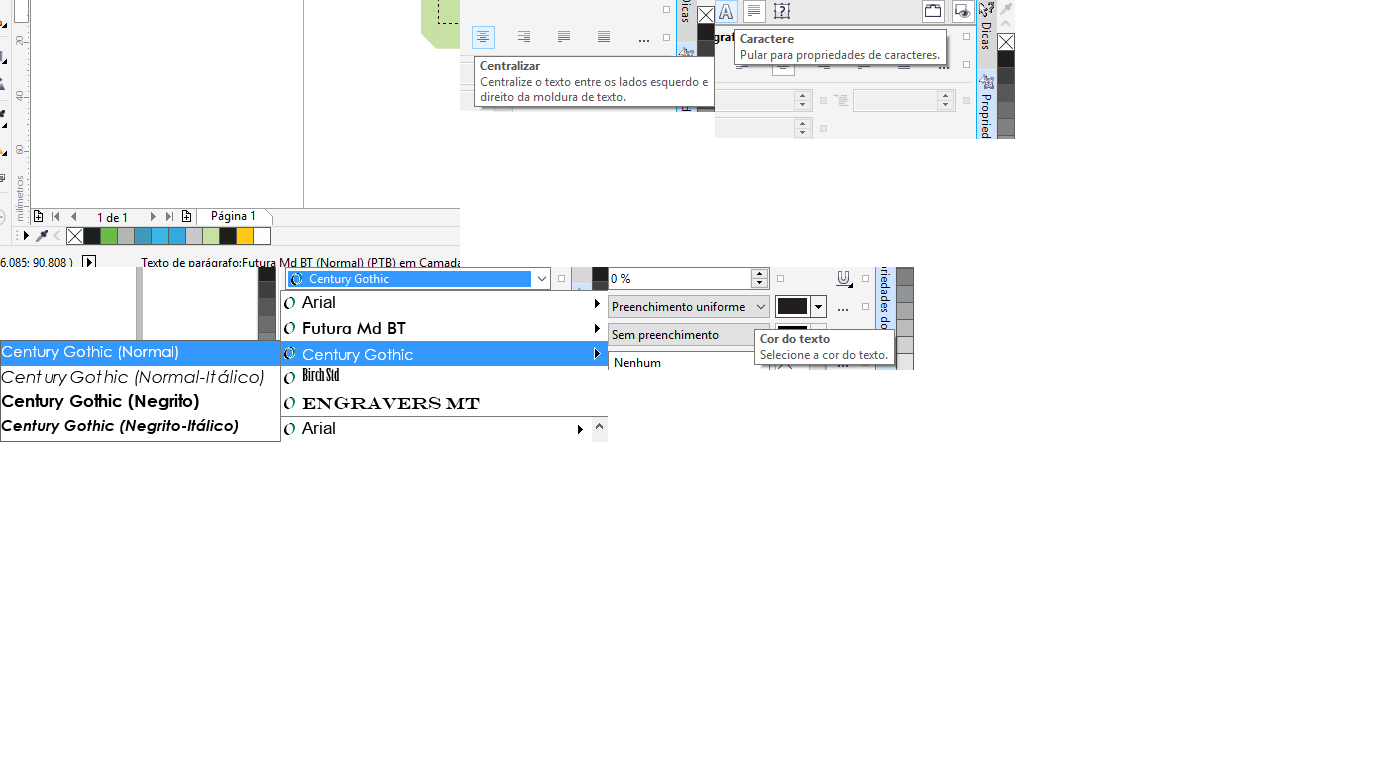 20
40
60
milímetros
1 de 1
Página 1
6.085; 90.808 )
Texto de parágrafo:Futura Md BT (Normal) (PTB) em Camada
Dicas
...
Centralizar
Centralize o texto entre os lados esquerdo e
direito da moldura de texto.
Caractere
Pular para propriedades de caracteres.
Dicas
Propried
Century Gothic
Arial
Futura Md BT
Century Gothic
Birch Std
ENGRAVERS MT
Arial
Century Gothic (Normal)
Century Gothic (Normal-Itálico)
Century Gothic (Negrito)
Century Gothic (Negrito-Itálico)
0 %
U
Preenchimento uniforme
...
Sem preenchimento
Nenhum
Cor do texto
Selecione a cor do texto.
riedades do